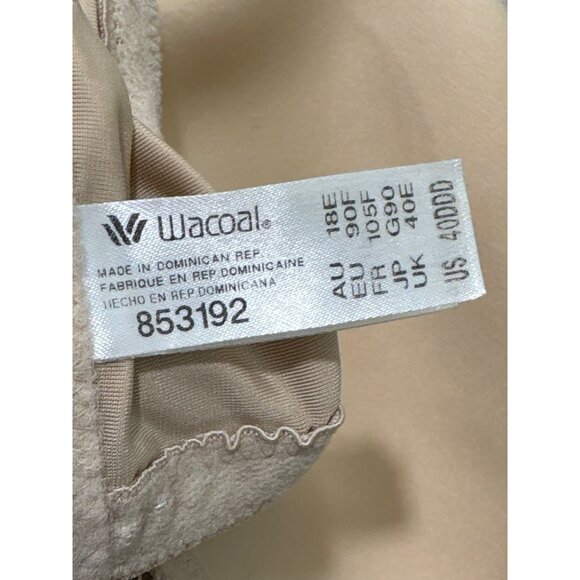 Wacoal®
MADE IN DOMINICAN REP.
FABRIQUE EN REP. DOMINICAINE
HECHO EN REP. DOMINICANA
853192
AU 18E
EU 90F
FR 105F
JP G90
UK 40E
US 40DDD